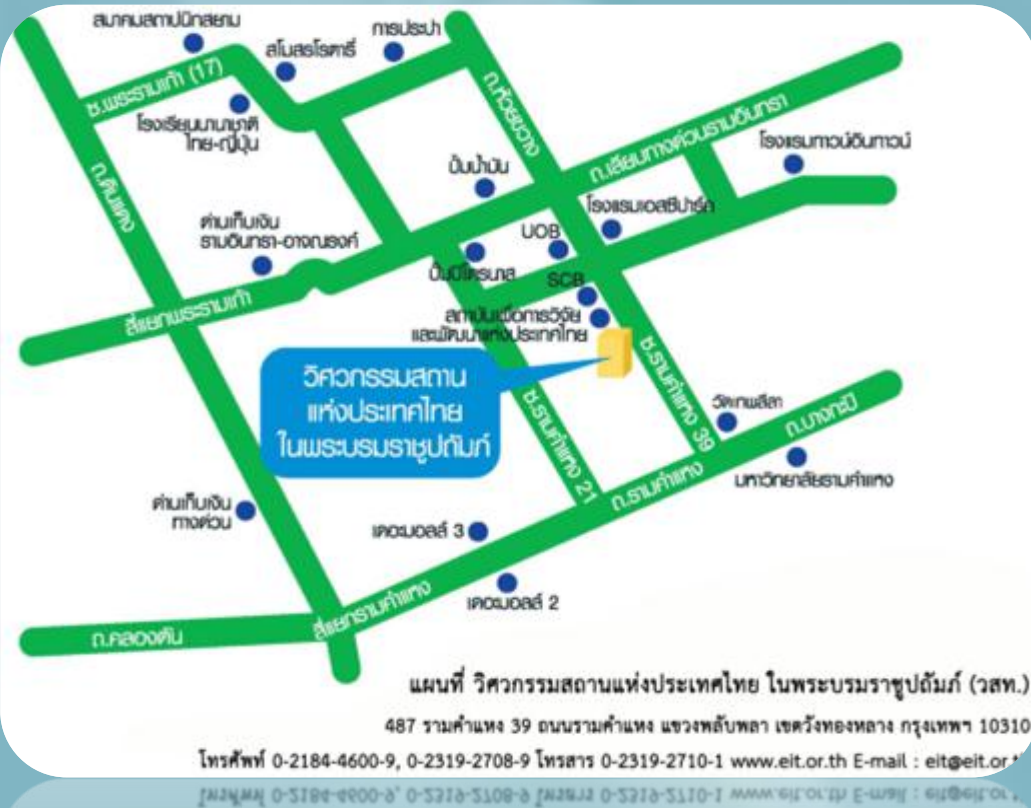 สมาคมสถาปนิกสยาม
สโมสรโรตารี่
การประปา
ซ.พระรามเก้า (17)
โรงเรียนนานาชาติ
ไทย-ญี่ปุ่น
ถ.ห้วยขวาง
ถ.เลียบทางด่วนรามอินทรา
โรงแรมทาวน์อินทาวน์
ถ.ดินแดง
ปั้มน้ำมัน
โรงแรมเอสซีปาร์ค
ด่านเก็บเงิน
รามอินทรา-อาจณรงค์
UOB
ปั้มปิโตรนาส
SCB
สี่แยกพระรามเก้า
สถาบันเพื่อการวิจัย
และพัฒนาแห่งประเทศไทย
วิศวกรรมสถาน
แห่งประเทศไทย
ในพระบรมราชูปถัมภ์
ซ.รามคำแหง 21
ซ.รามคำแหง 39
วัดเทพลีลา
ถ.บางกะปิ
ถ.รามคำแหง
มหาวิทยาลัยรามคำแหง
ด่านเก็บเงิน
ทางด่วน
เดอะมอลล์ 3
เดอะมอลล์ 2
สี่แยกรามคำแหง
ถ.คลองตัน
แผนที่ วิศวกรรมสถานแห่งประเทศไทย ในพระบรมราชูปถัมภ์ (วสท.)
487 รามคำแหง 39 ถนนรามคำแหง แขวงพลับพลา เขตวังทองหลาง กรุงเทพฯ 10310
โทรศัพท์ 0-2184-4600-9, 0-2319-2708-9 โทรสาร 0-2319-2710-1 www.eit.or.th E-mail : eit@eit.or.t